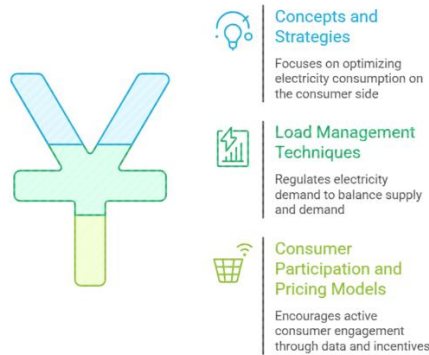 Concepts and
Strategies
Focuses on optimizing
electricity consumption on
the consumer side
Load Management
Techniques
Regulates electricity
demand to balance supply
and demand
Consumer
Participation and
Pricing Models
Encourages active
consumer engagement
through data and incentives